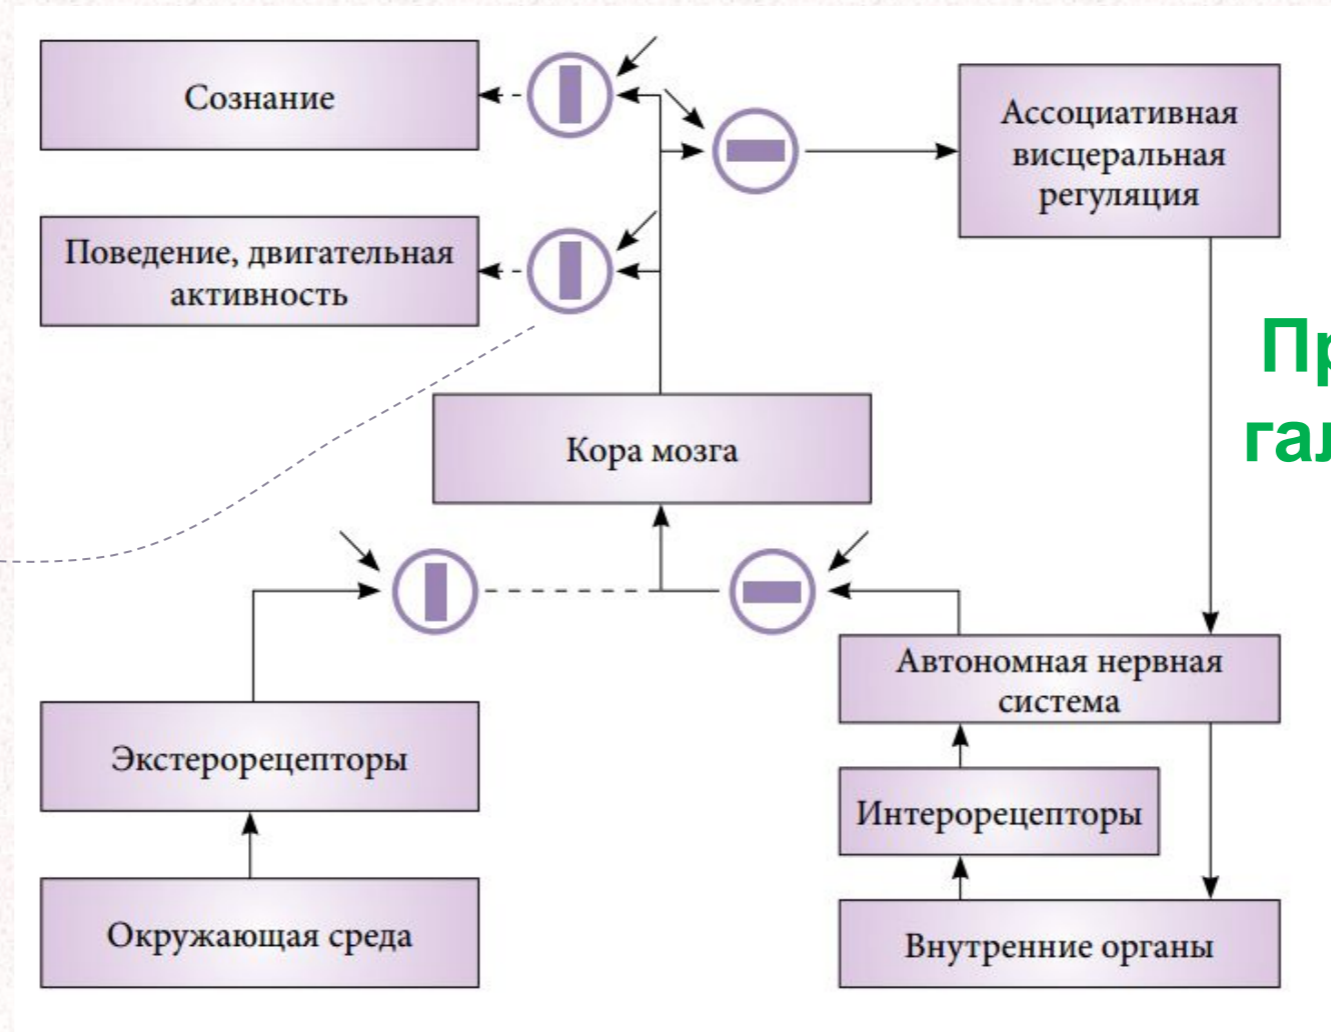 Сознание
Ассоциативная
висцеральная
регуляция
Поведение, двигательная
активность
Кора мозга
Автономная нервная
система
Экстерорецепторы
Интерорецепторы
Окружающая среда
Внутренние органы